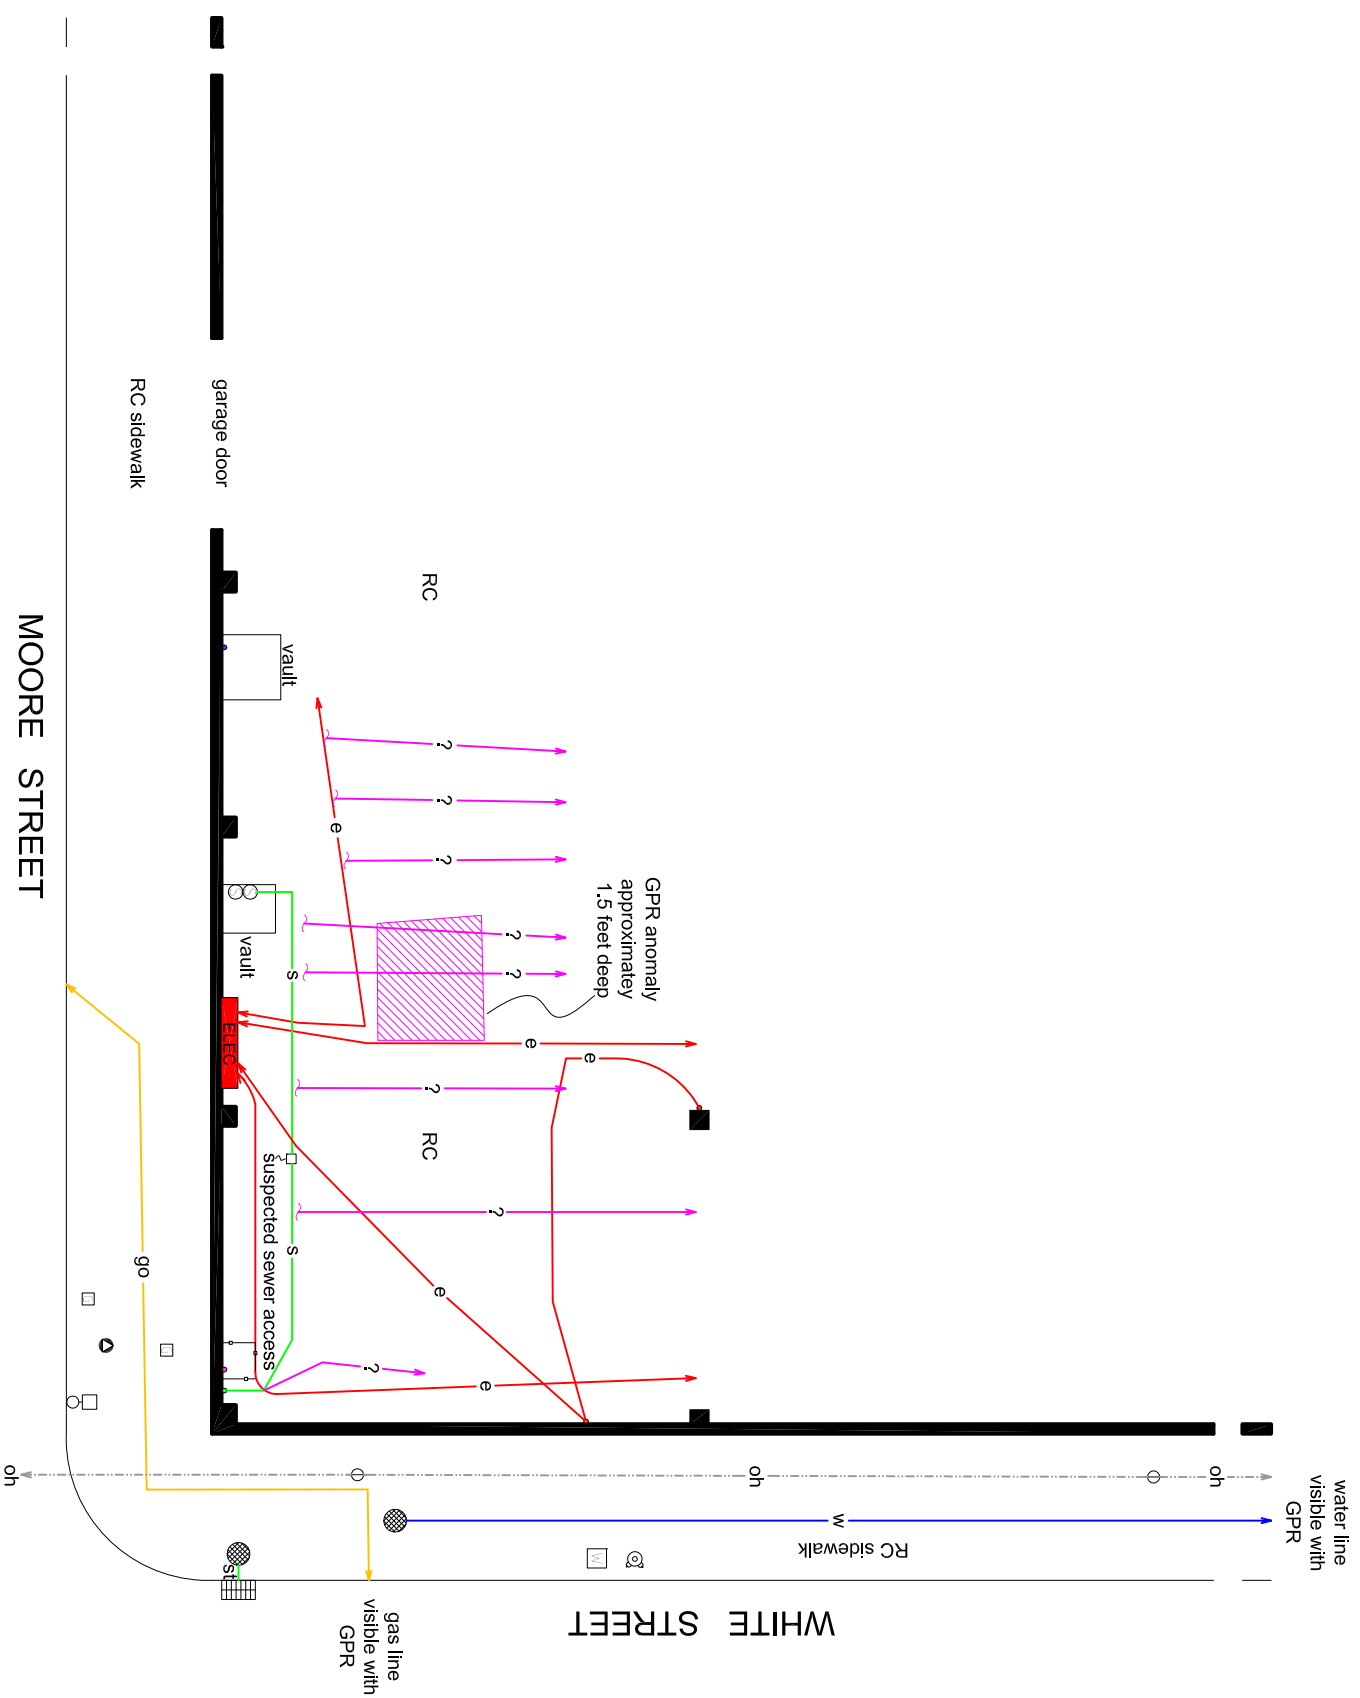 water line
visible with
GPR
oh
oh
oh
w
RC sidewalk
W
WHITE STREET
gas line
visible with
GPR
st
GPR anomaly
approximatey
1.5 feet deep
RC
RC
?
?
?
?
?
?
?
?
e
e
e
e
e
vault
vault
s
s
suspected sewer access
ELEC
garage door
RC sidewalk
go
MOORE STREET